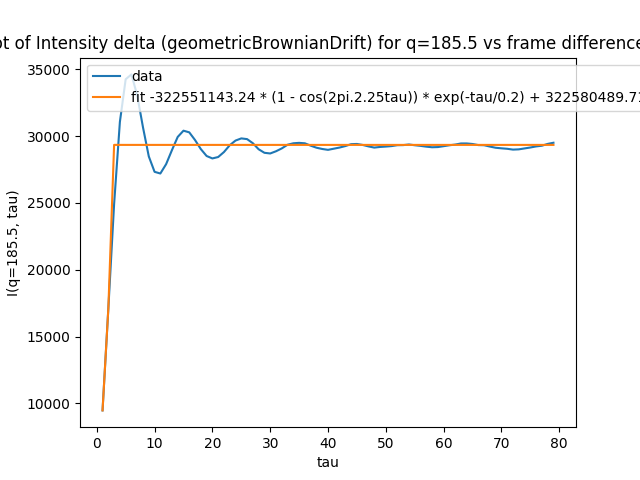 ot of Intensity delta (geometricBrownianDrift) for q=185.5 vs frame difference
data
fit -322551143.24 * (1 - cos(2pi.2.25tau)) * exp(-tau/0.2) + 322580489.71
I(q=185.5, tau)
35000
30000
25000
20000
15000
10000
0 10 20 30 40 50 60 70 80
tau